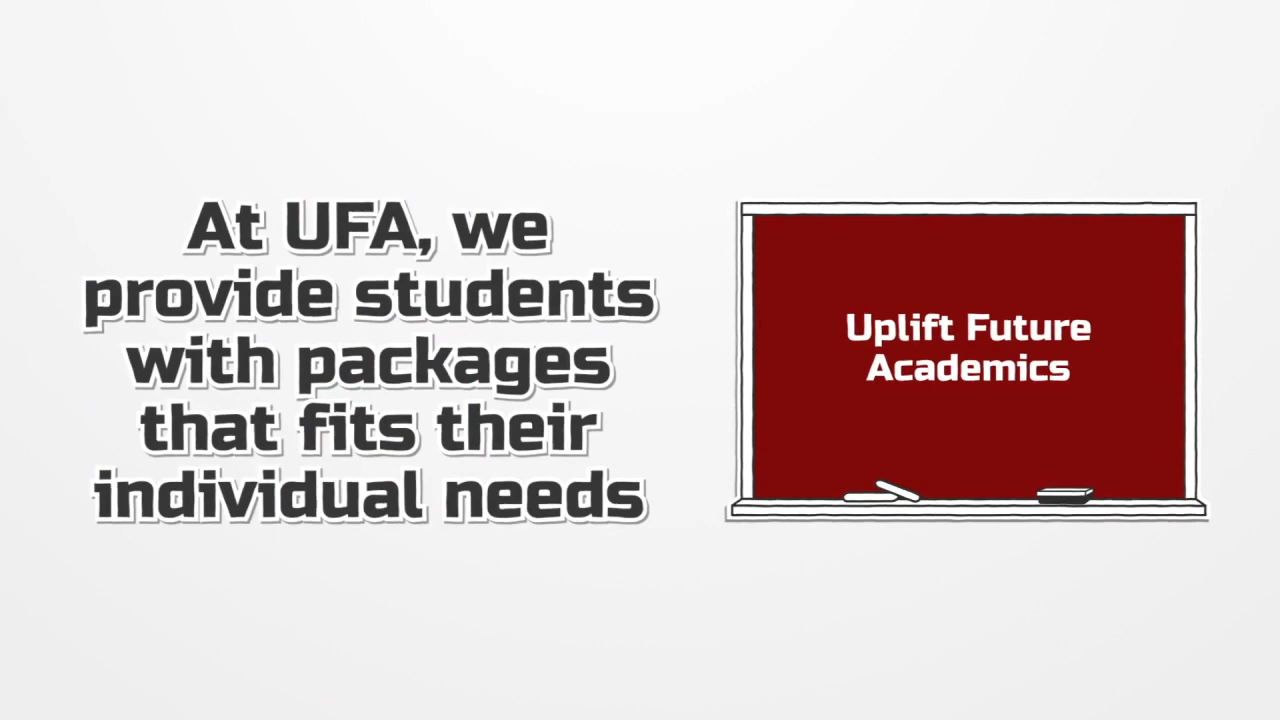 At UFA, we
provide students
with packages
that fits their
individual needs
Uplift Future
Academics